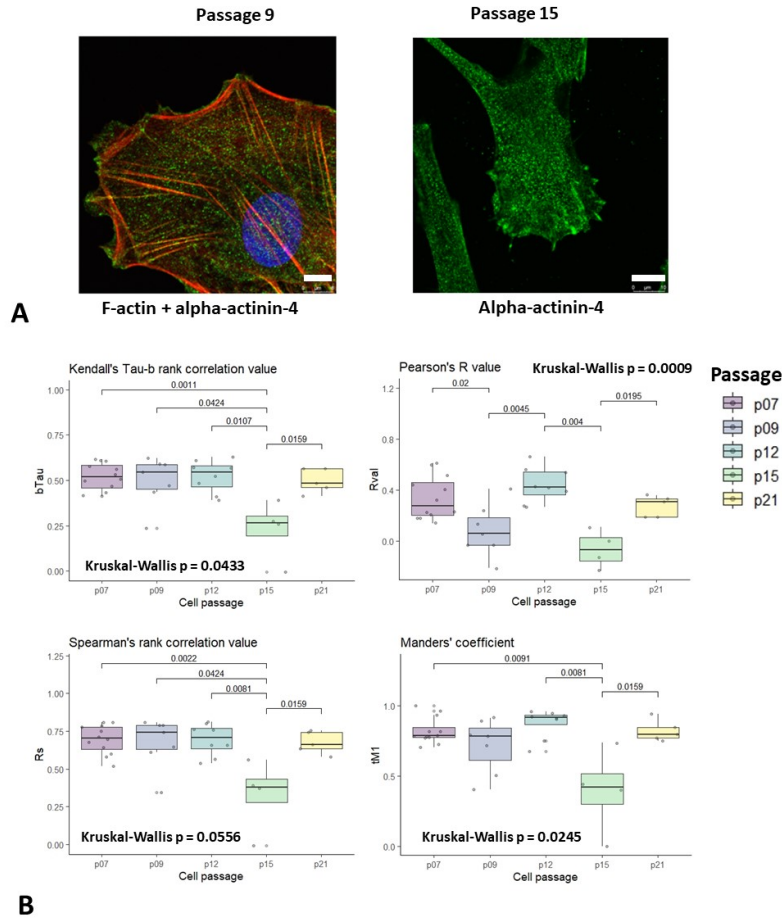 Passage 9
Passage 15
F-actin + alpha-actinin-4
Alpha-actinin-4
A
Kendall's Tau-b rank correlation value
1.00
0.75
0.50
0.25
0.00
bTau
0.0011
0.0424
0.0107
0.0159
Kruskal-Wallis p = 0.0433
p07 p09 p12 p15 p21
Cell passage
Pearson's R value
Kruskal-Wallis p = 0.0009
1.2
0.8
0.4
0.0
Rval
0.02
0.0045
0.004
0.0195
p07 p09 p12 p15 p21
Cell passage
Passage
p07
p09
p12
p15
p21
Spearman's rank correlation value
1.25
1.00
0.75
0.50
0.25
0.00
Rs
0.0022
0.0424
0.0081
0.0159
Kruskal-Wallis p = 0.0556
p07 p09 p12 p15 p21
Cell passage
Manders' coefficient
1.0
0.5
0.0
tM1
0.0091
0.0081
0.0159
Kruskal-Wallis p = 0.0245
p07 p09 p12 p15 p21
Cell passage
B